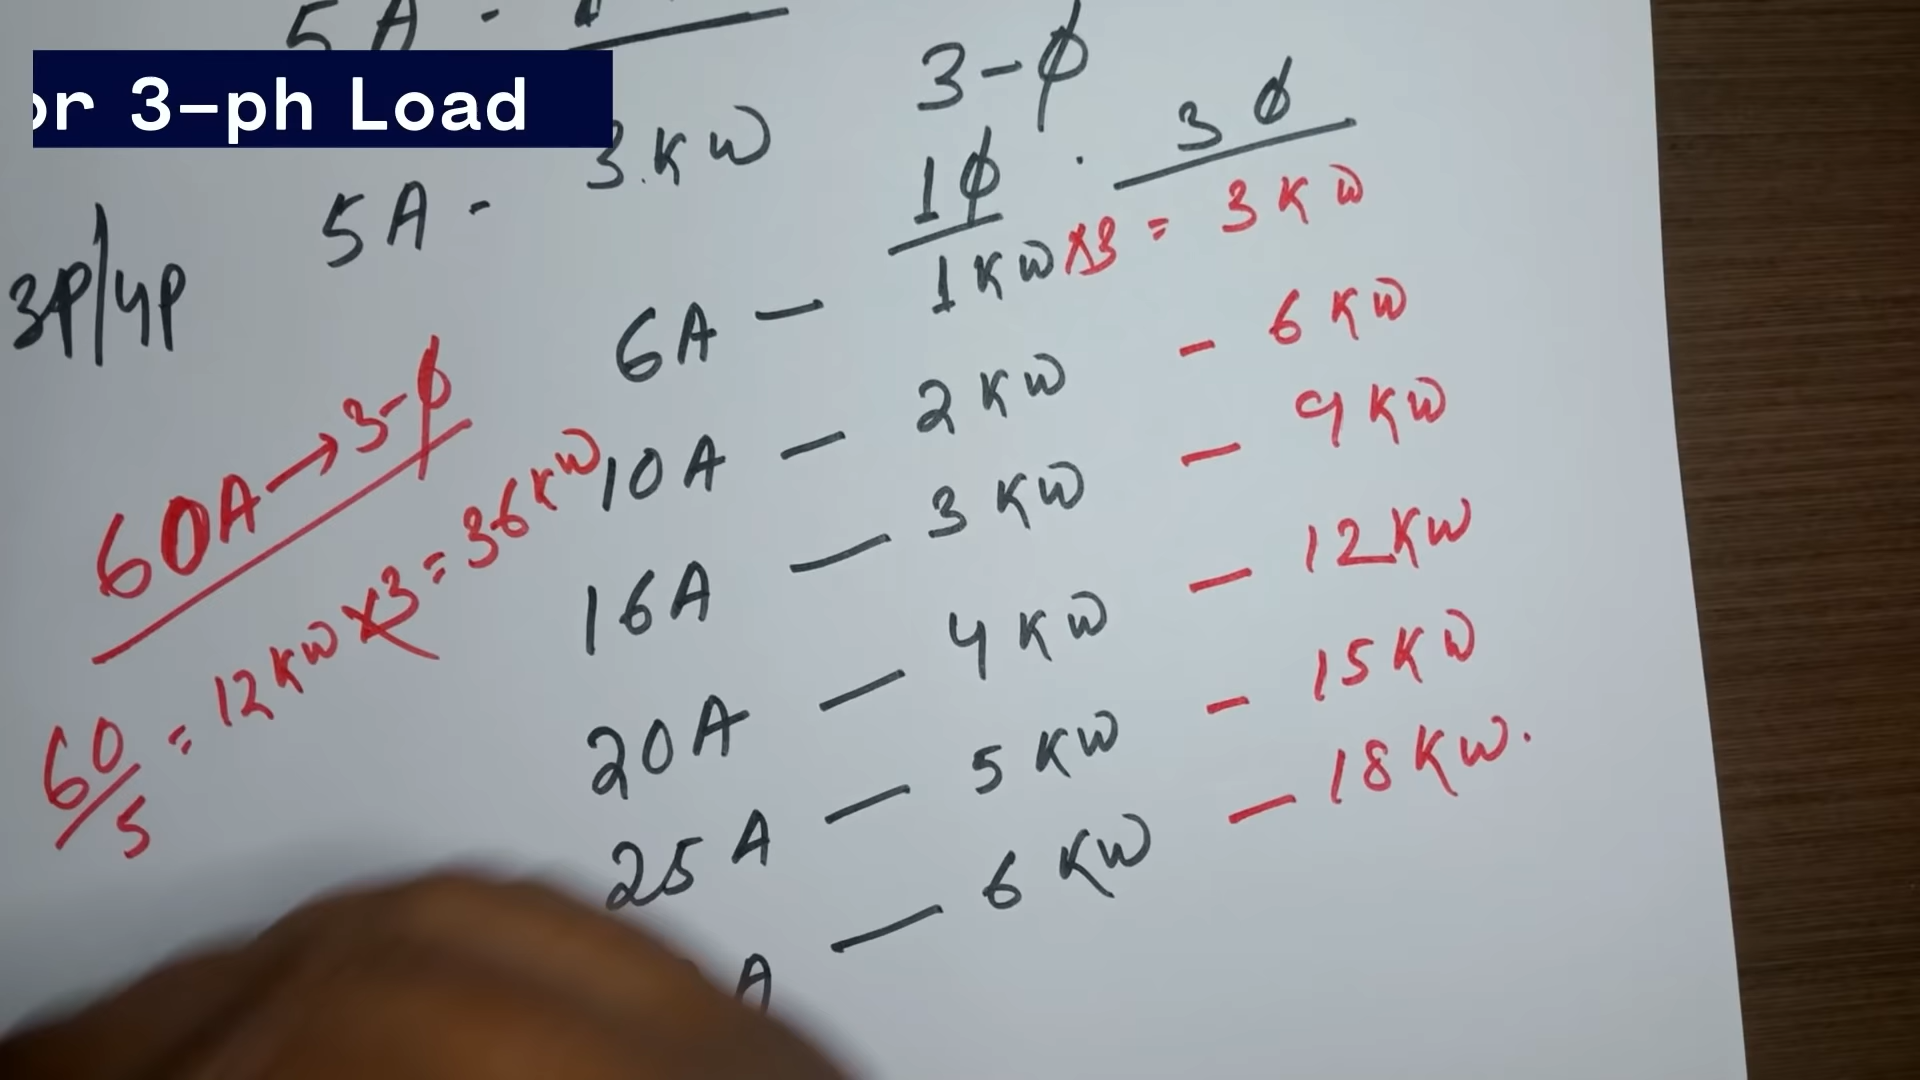 5A -
or 3-ph Load
5A - 3.KW
3P/4P
3-φ
1φ . 3φ
6A — 1KW×3 = 3KW
10A — 2KW - 6KW
16A — 3KW - 9KW
20A — 4KW - 12KW
25A — 5KW - 15KW
A — 6KW - 18KW.
60A → 3-φ
60/5 = 12KW×3 = 36KW